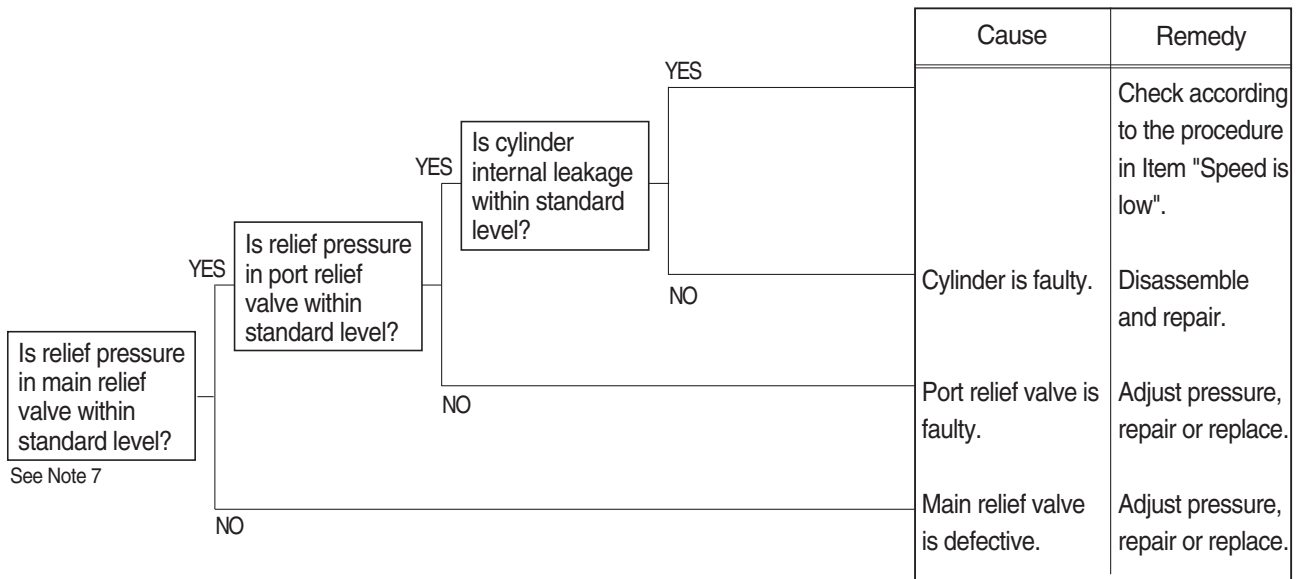 Cause
Remedy
YES
Check according
to the procedure
in Item "Speed is
low".
Is cylinder
internal leakage
within standard
level?
YES
NO
Cylinder is faulty.
Disassemble
and repair.
Is relief pressure
in port relief
valve within
standard level?
YES
NO
Port relief valve is
faulty.
Adjust pressure,
repair or replace.
Is relief pressure
in main relief
valve within
standard level?
See Note 7
NO
Main relief valve
is defective.
Adjust pressure,
repair or replace.